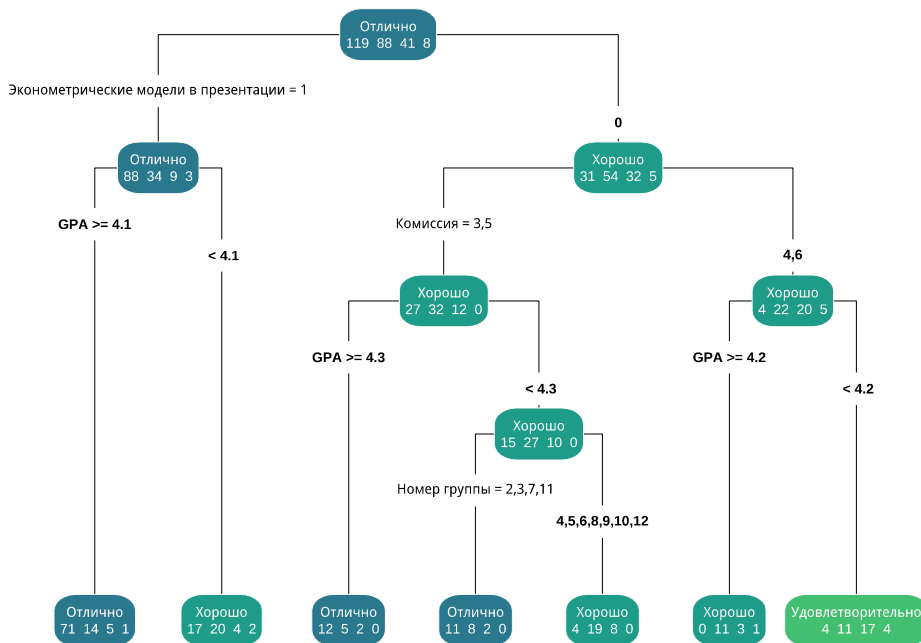 Отлично
119 88 41 8
Эконометрические модели в презентации = 1
0
Отлично
88 34 9 3
Хорошо
31 54 32 5
GPA >= 4.1
< 4.1
Комиссия = 3,5
4,6
Хорошо
27 32 12 0
Хорошо
4 22 20 5
GPA >= 4.3
< 4.3
GPA >= 4.2
< 4.2
Хорошо
15 27 10 0
Номер группы = 2,3,7,11
4,5,6,8,9,10,12
Отлично
71 14 5 1
Хорошо
17 20 4 2
Отлично
12 5 2 0
Отлично
11 8 2 0
Хорошо
4 19 8 0
Хорошо
0 11 3 1
Удовлетворительно
4 11 17 4